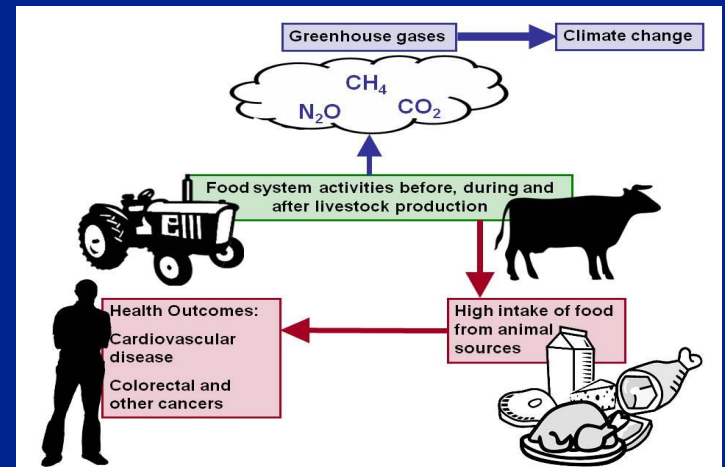 Greenhouse gases
Climate change
CH₄
N₂O
CO₂
Food system activities before, during and
after livestock production
Health Outcomes:
Cardiovascular
disease
Colorectal and
other cancers
High intake of food
from animal
sources